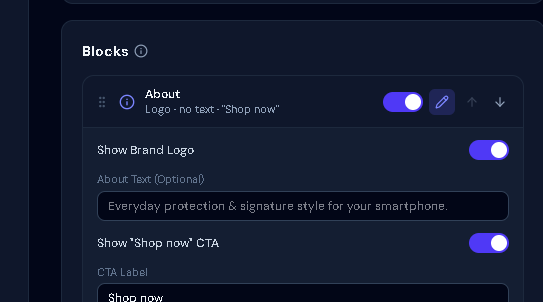 Blocks
About
Logo · no text · "Shop now"
Show Brand Logo
About Text (Optional)
Everyday protection & signature style for your smartphone.
Show "Shop now" CTA
CTA Label
Shop now